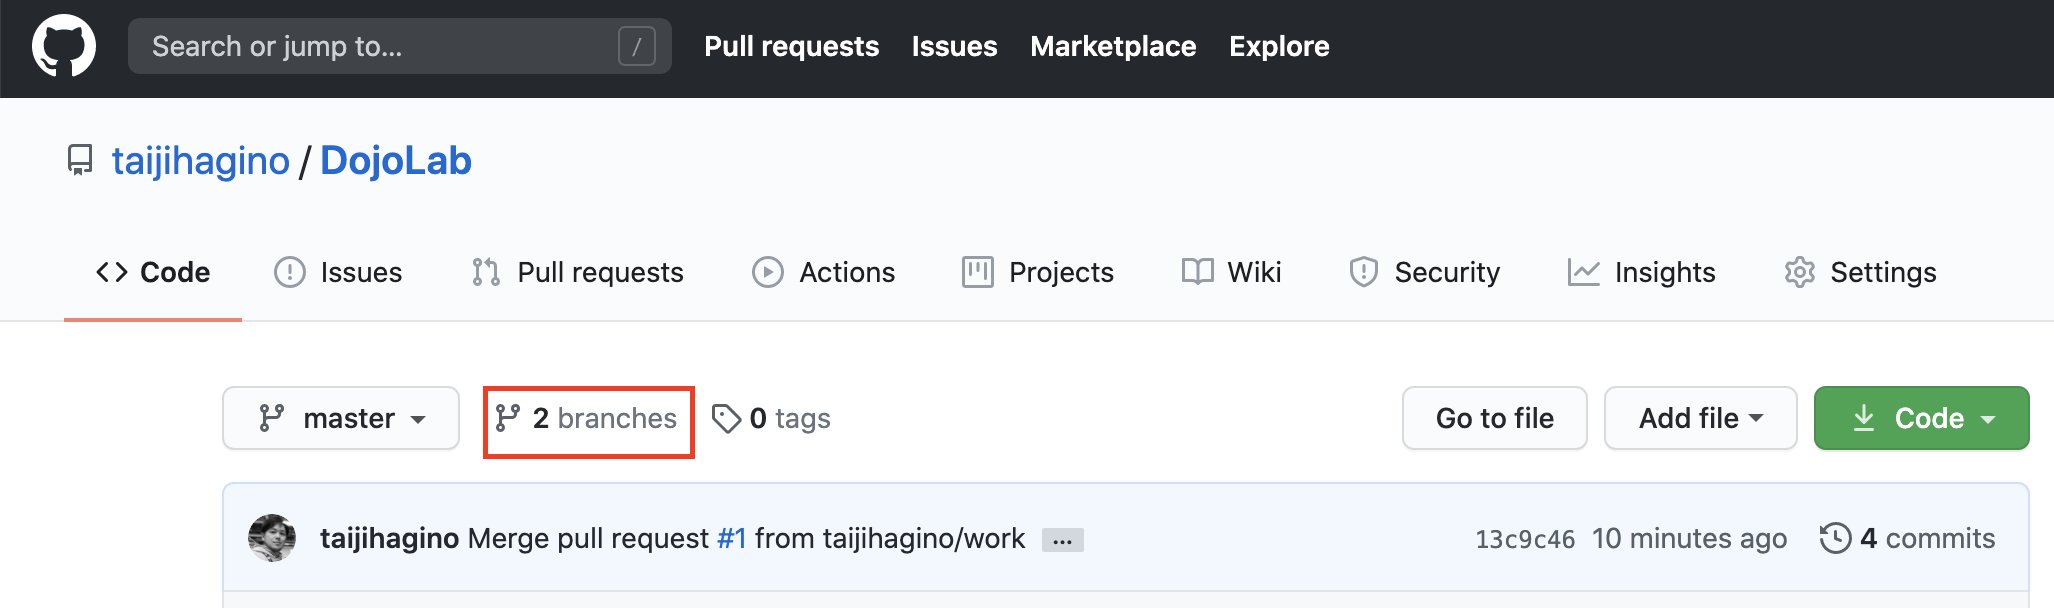 Search or jump to... / Pull requests Issues Marketplace Explore
taijihagino / DojoLab
Code Issues Pull requests Actions Projects Wiki Security Insights Settings
master 2 branches 0 tags Go to file Add file Code
taijihagino Merge pull request #1 from taijihagino/work ... 13c9c46 10 minutes ago 4 commits